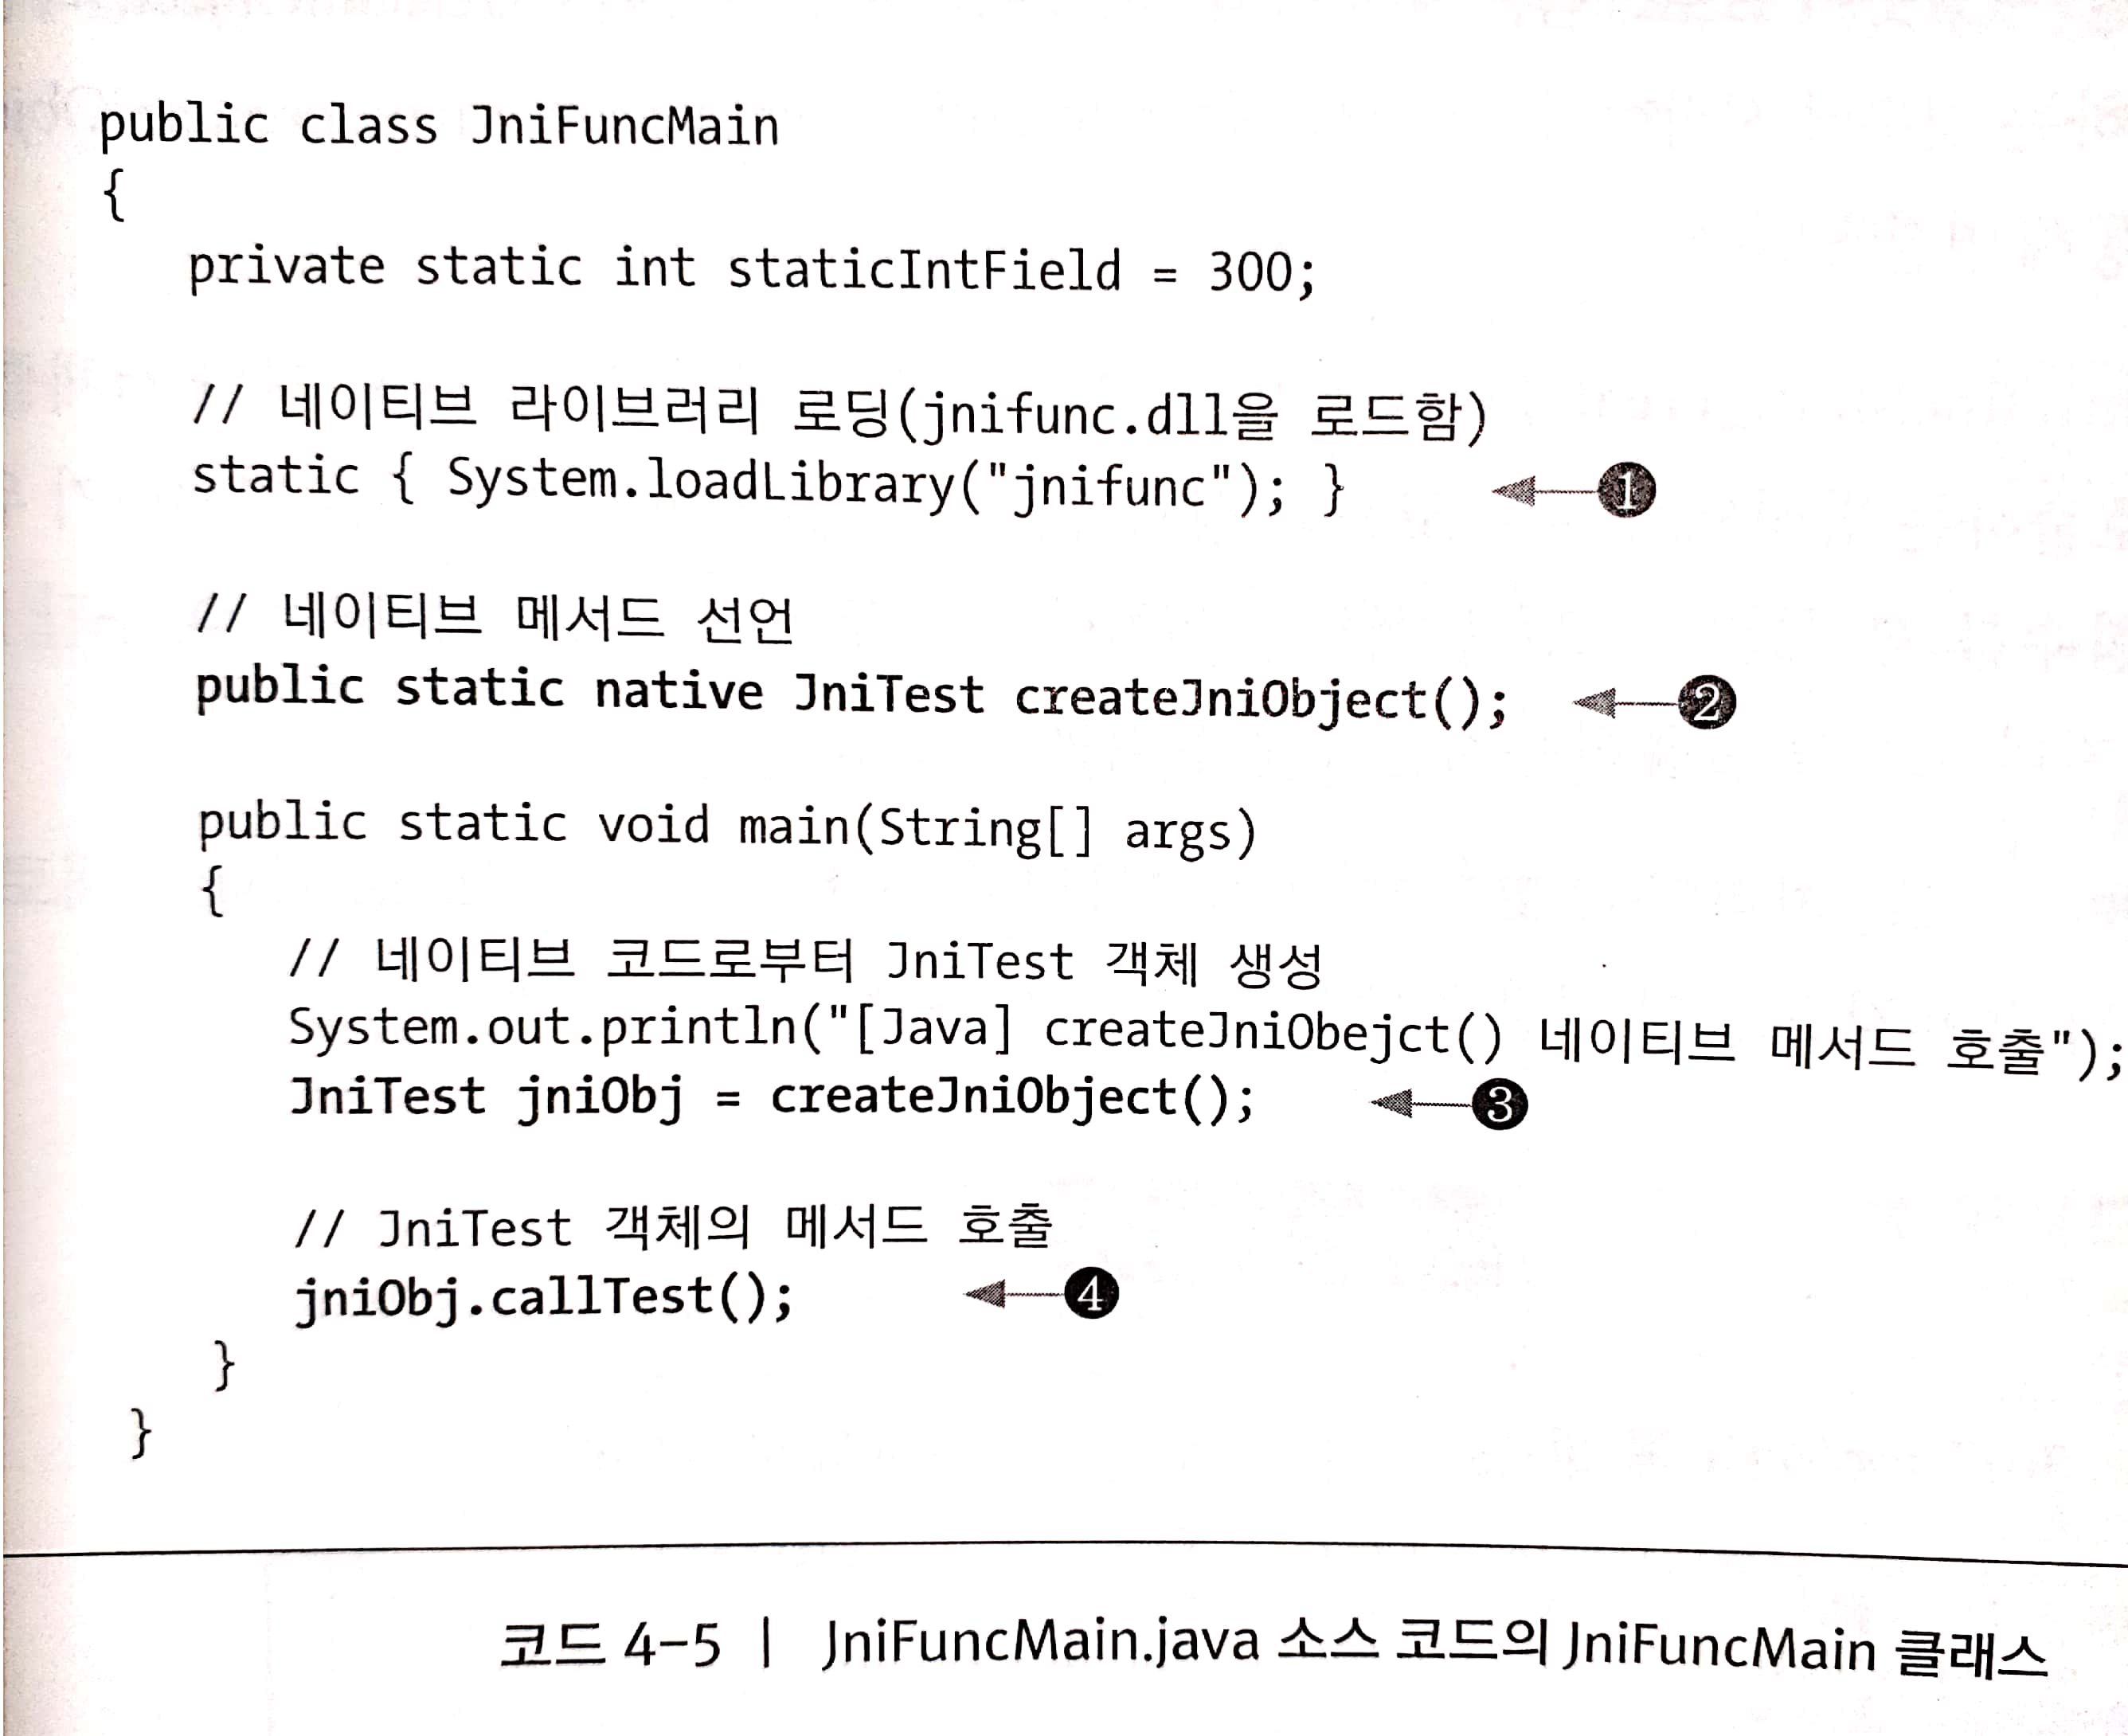 public class JniFuncMain
{
private static int staticIntField = 300;
// 네이티브 라이브러리 로딩(jnifunc.dll을 로드함)
static { System.loadLibrary("jnifunc"); } ❶
// 네이티브 메서드 선언
public static native JniTest createJniObject(); ❷
public static void main(String[] args)
{
// 네이티브 코드로부터 JniTest 객체 생성
System.out.println("[Java] createJniObejct() 네이티브 메서드 호출");
JniTest jniObj = createJniObject(); ❸
// JniTest 객체의 메서드 호출
jniObj.callTest(); ❹
}
}
코드 4-5 | JniFuncMain.java 소스 코드의 JniFuncMain 클래스